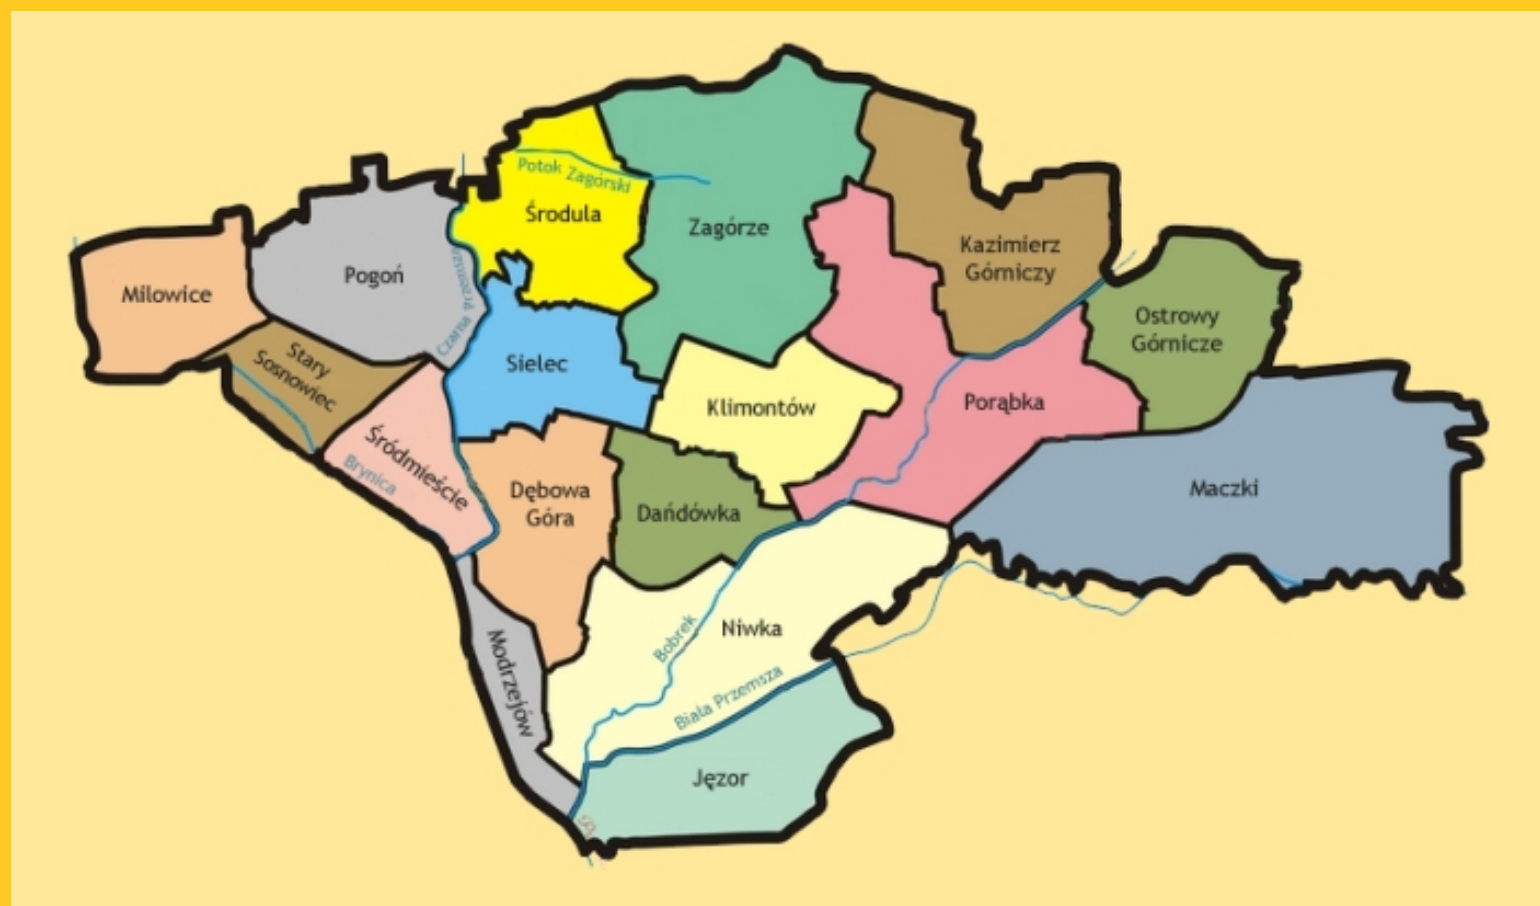 Potok Zagórski
Środula
Zagórze
Kazimierz
Górniczy
Pogoń
Milowice
Czarna Przemsza
Ostrowy
Górnicze
Stary
Sosnowiec
Sielec
Klimontów
Porąbka
Śródmieście
Brynica
Dębowa
Góra
Dańdówka
Maczki
Niwka
Bobrek
Modrzejów
Biała Przemsza
Jęzor